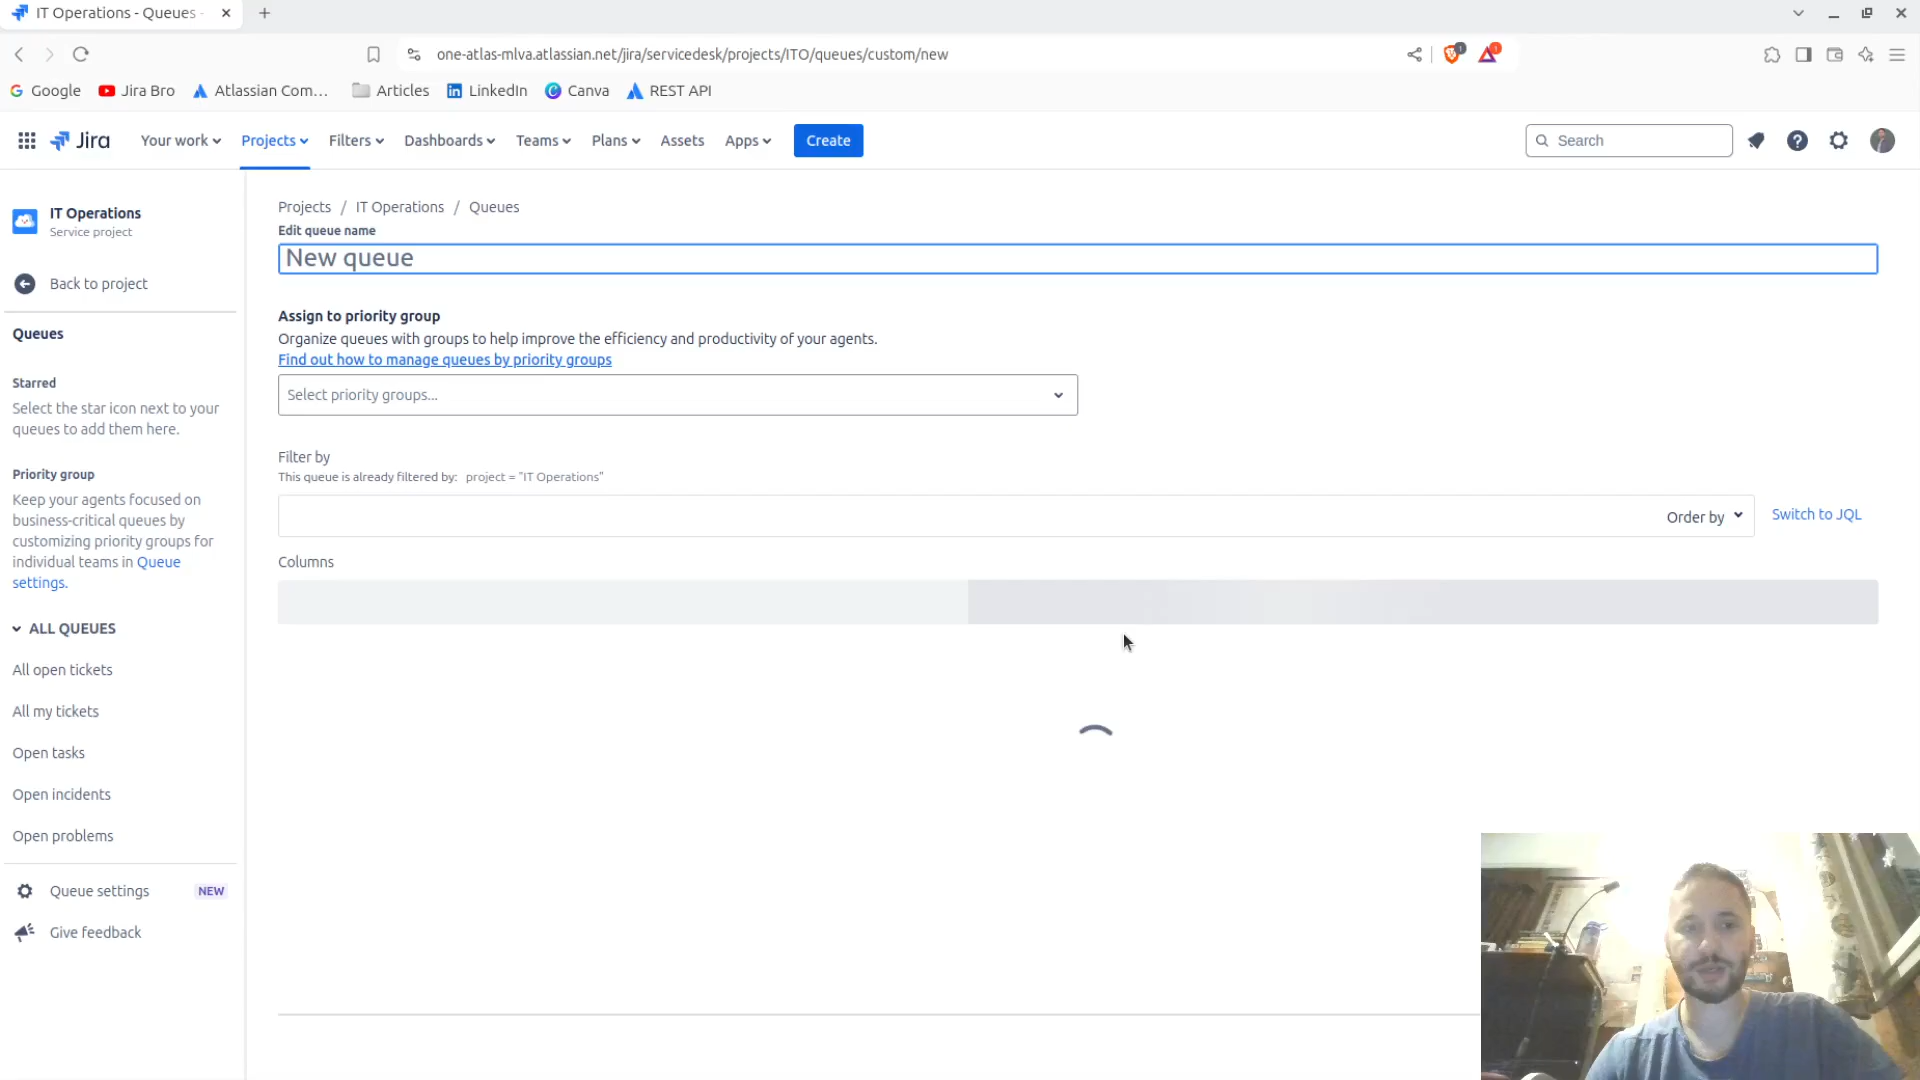 IT Operations - Queues -
one-atlas-mlva.atlassian.net/jira/servicedesk/projects/ITO/queues/custom/new
1
1
Google
Jira Bro
Atlassian Com...
Articles
LinkedIn
Canva
REST API
Jira
Your work
Projects
Filters
Dashboards
Teams
Plans
Assets
Apps
Create
Search
IT Operations
Service project
Back to project
Queues
Starred
Select the star icon next to your
queues to add them here.
Priority group
Keep your agents focused on
business-critical queues by
customizing priority groups for
individual teams in Queue
settings.
ALL QUEUES
All open tickets
All my tickets
Open tasks
Open incidents
Open problems
Queue settings
NEW
Give feedback
Projects / IT Operations / Queues
Edit queue name
New queue
Assign to priority group
Organize queues with groups to help improve the efficiency and productivity of your agents.
Find out how to manage queues by priority groups
Select priority groups...
Filter by
This queue is already filtered by: project = "IT Operations"
Order by
Switch to JQL
Columns